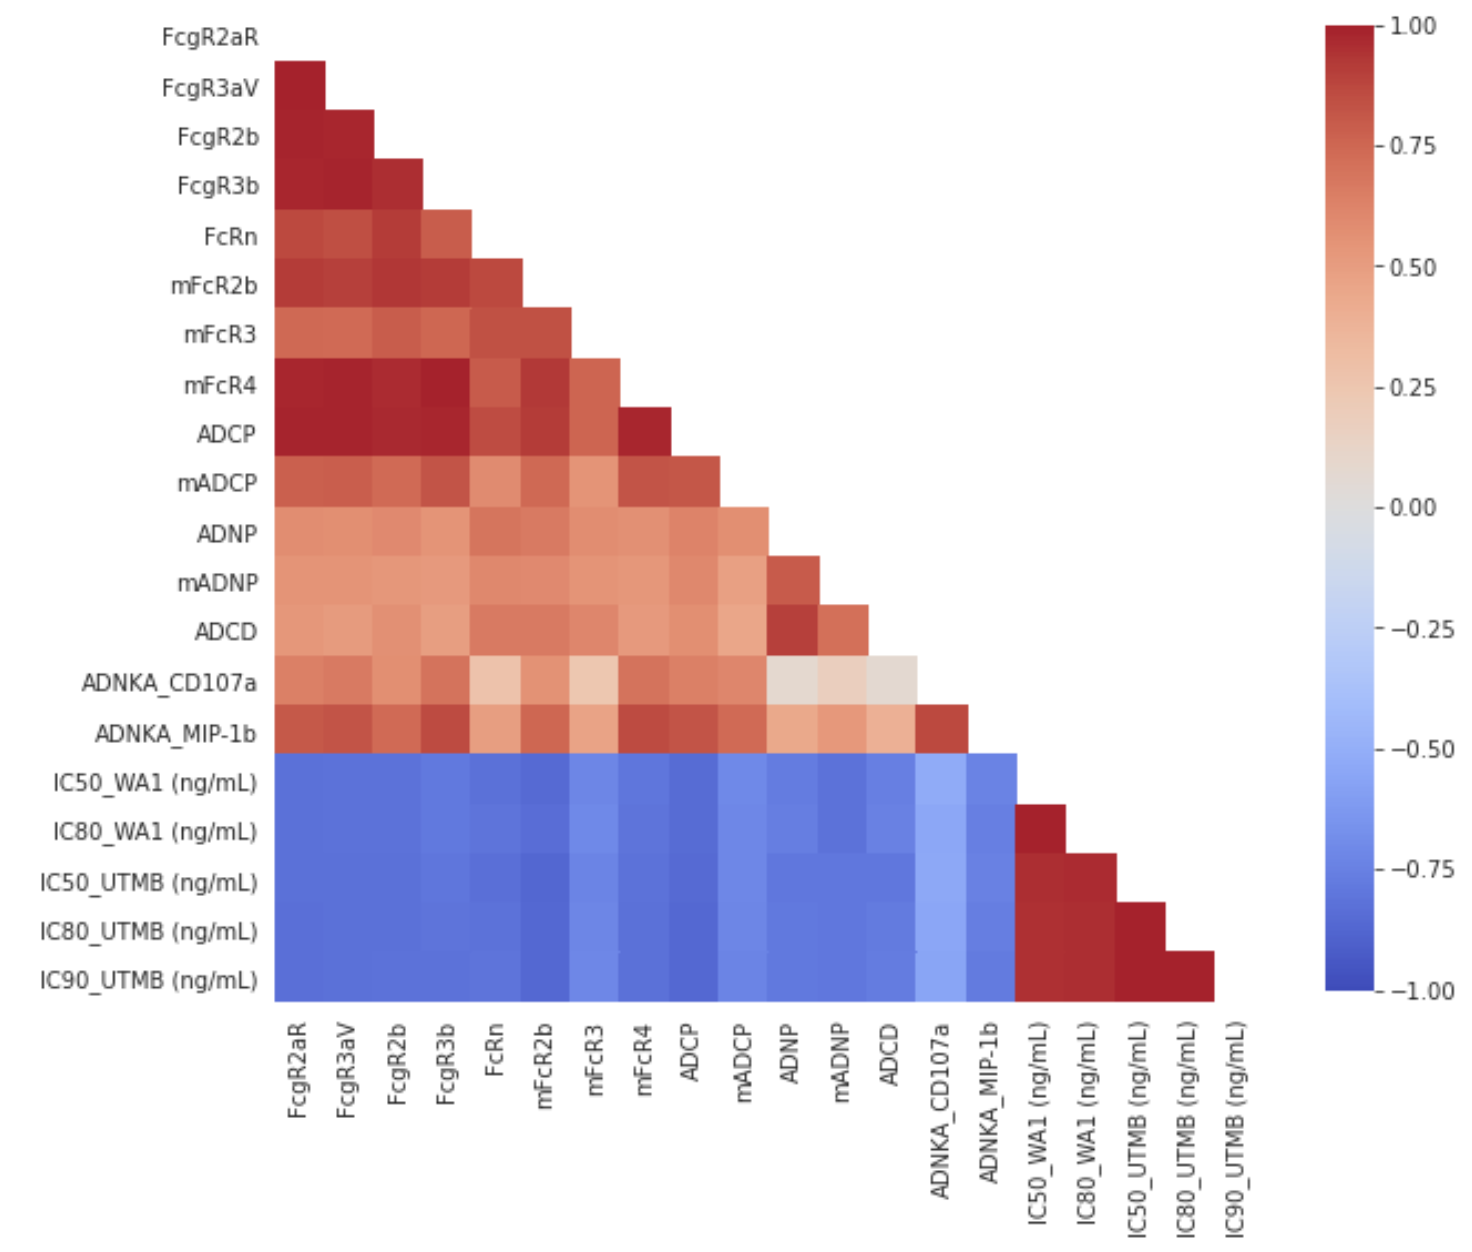 FcgR2aR
FcgR3aV
FcgR2b
FcgR3b
FcRn
mFcR2b
mFcR3
mFcR4
ADCP
mADCP
ADNP
mADNP
ADCD
ADNKA_CD107a
ADNKA_MIP-1b
IC50_WA1 (ng/mL)
IC80_WA1 (ng/mL)
IC50_UTMB (ng/mL)
IC80_UTMB (ng/mL)
IC90_UTMB (ng/mL)
FcgR2aR
FcgR3aV
FcgR2b
FcgR3b
FcRn
mFcR2b
mFcR3
mFcR4
ADCP
mADCP
ADNP
mADNP
ADCD
ADNKA_CD107a
ADNKA_MIP-1b
IC50_WA1 (ng/mL)
IC80_WA1 (ng/mL)
IC50_UTMB (ng/mL)
IC80_UTMB (ng/mL)
IC90_UTMB (ng/mL)
1.00
0.75
0.50
0.25
0.00
−0.25
−0.50
−0.75
−1.00